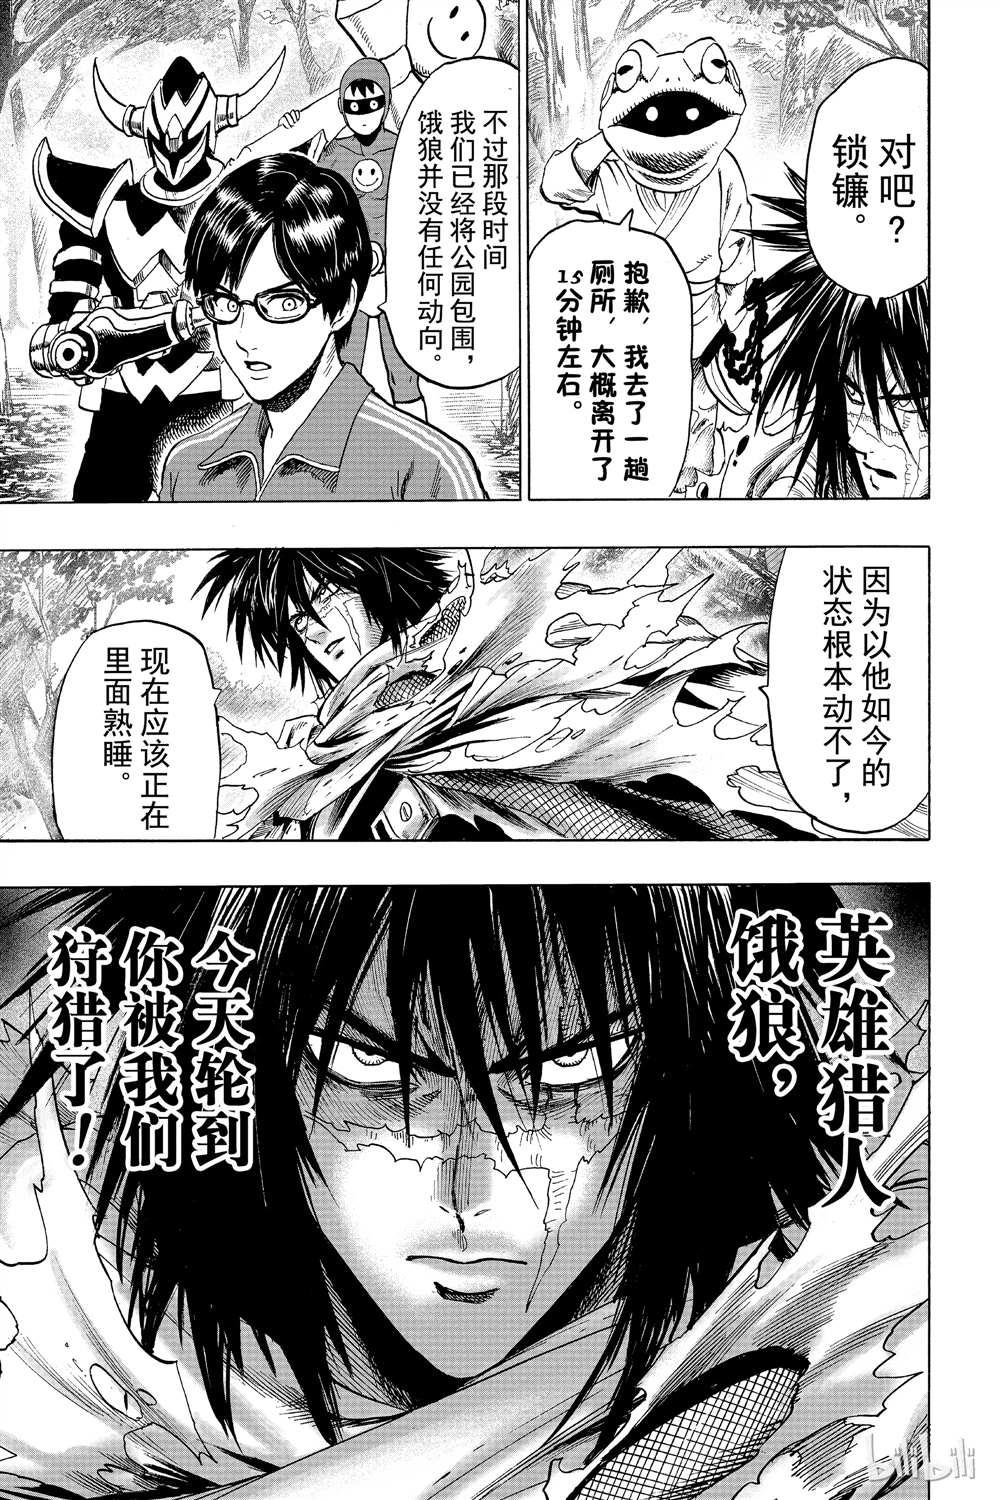 对吧?
锁镰。
抱歉，我去了一趟
厕所，大概离开了
15分钟左右。
不过那段时间
我们已经将公园包围，
饿狼并没有任何动向。
因为以他如今的
状态根本动不了，
现在应该正在
里面熟睡。
英雄猎人
饿狼，
今天轮到
你被我们
狩猎了！
bilibili